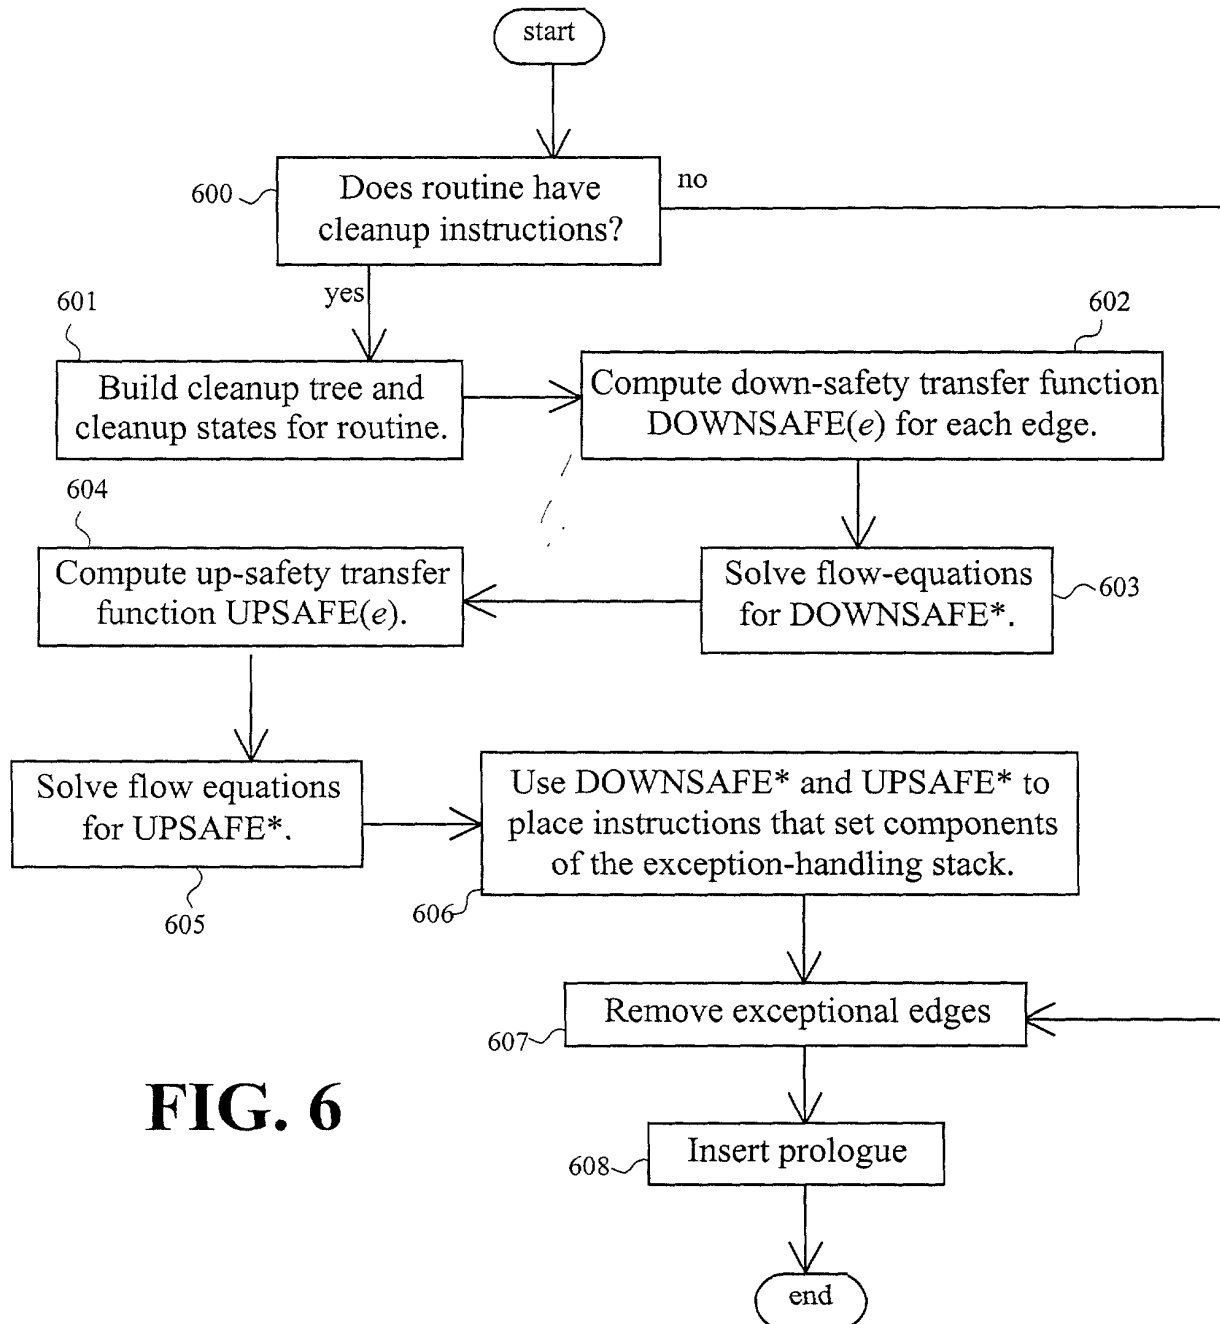 start
600
Does routine have
cleanup instructions?
no
yes
601
Build cleanup tree and
cleanup states for routine.
602
Compute down-safety transfer function
DOWNSAFE(e) for each edge.
604
Compute up-safety transfer
function UPSAFE(e).
Solve flow-equations
for DOWNSAFE*.
603
Solve flow equations
for UPSAFE*.
605
Use DOWNSAFE* and UPSAFE* to
place instructions that set components
of the exception-handling stack.
606
Remove exceptional edges
607
FIG. 6
Insert prologue
608
end